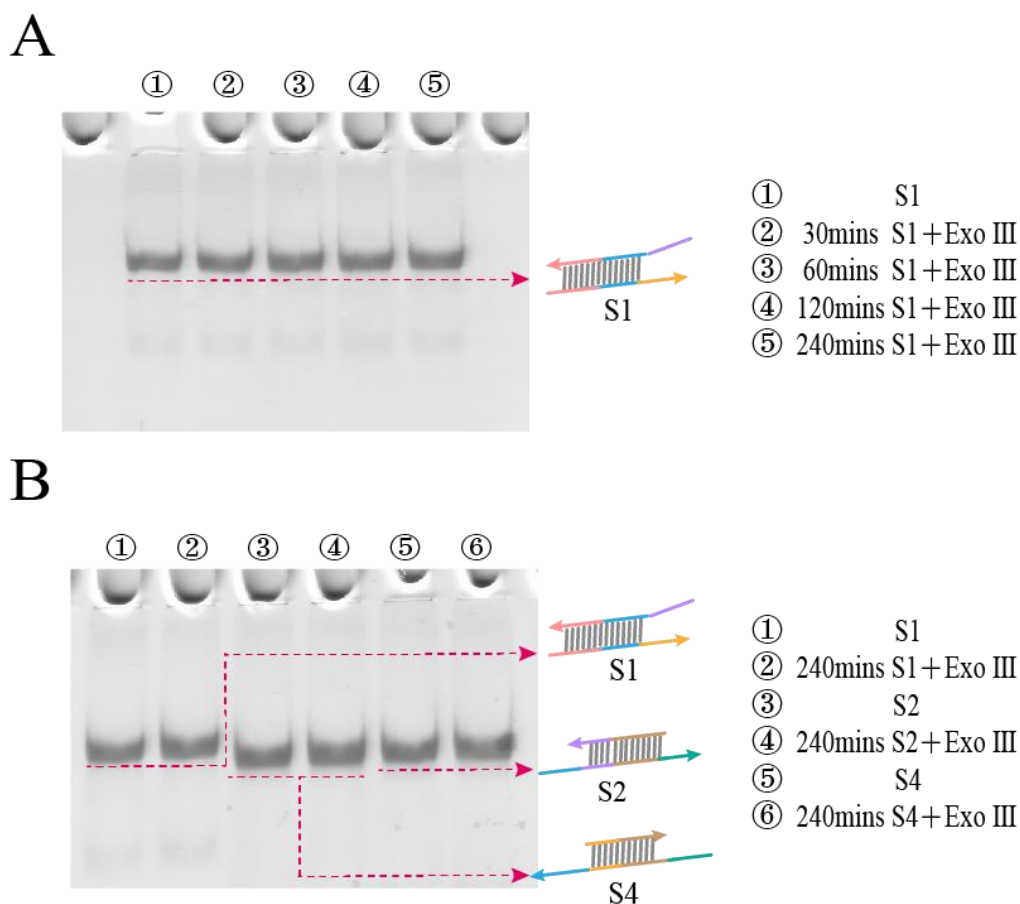 A
① ② ③ ④ ⑤
S1
① S1
② 30mins S1+Exo III
③ 60mins S1+Exo III
④ 120mins S1+Exo III
⑤ 240mins S1+Exo III
B
① ② ③ ④ ⑤ ⑥
S1
S2
S4
① S1
② 240mins S1+Exo III
③ S2
④ 240mins S2+Exo III
⑤ S4
⑥ 240mins S4+Exo III